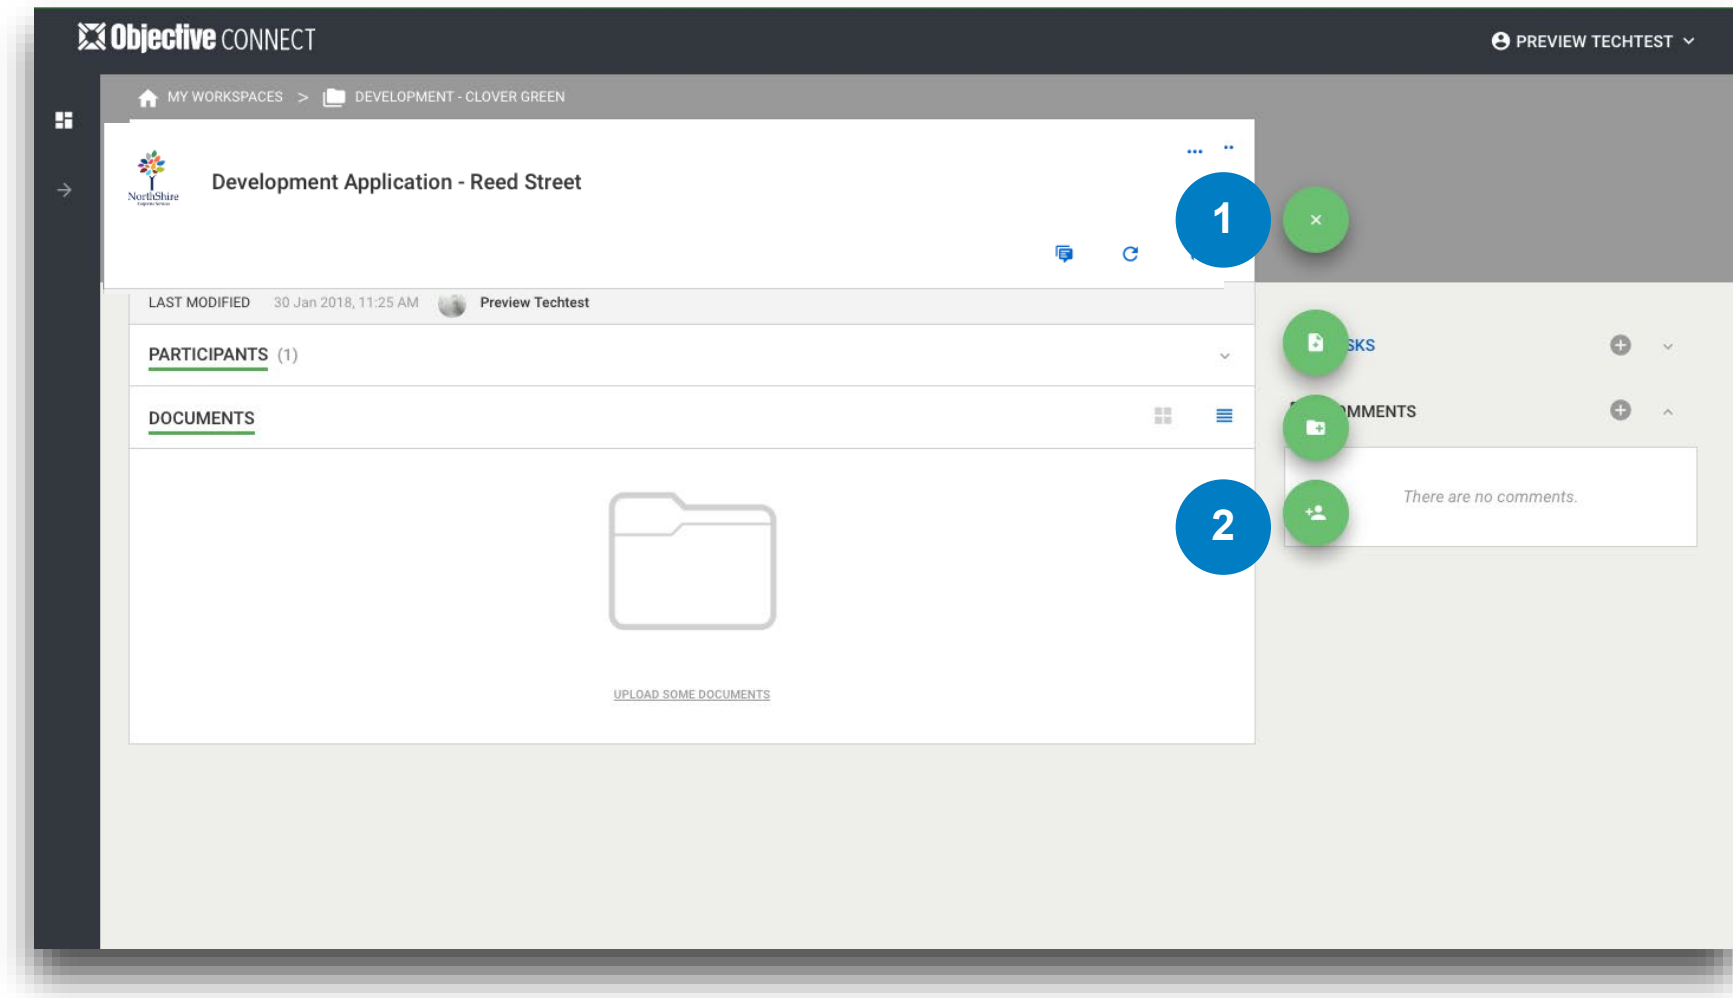 Objective CONNECT
PREVIEW TECHTEST
MY WORKSPACES > DEVELOPMENT - CLOVER GREEN
NorthShire
Development Application - Reed Street
1
LAST MODIFIED 30 Jan 2018, 11:25 AM Preview Techtest
PARTICIPANTS (1)
SKS
DOCUMENTS
OMMENTS
There are no comments.
2
UPLOAD SOME DOCUMENTS